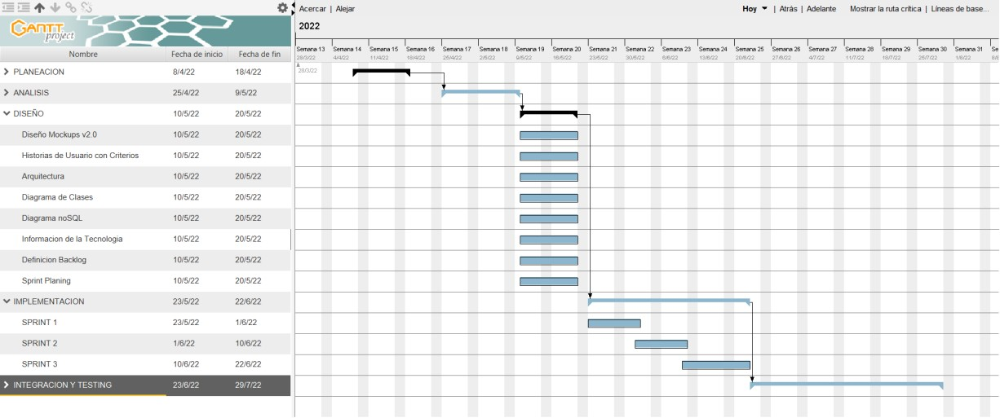 Acercar | Alejar
Hoy | Atrás | Adelante Mostrar la ruta crítica | Líneas de base...
GANTT project
2022
Nombre Fecha de inicio Fecha de fin
Semana 13 Semana 14 Semana 15 Semana 16 Semana 17 Semana 18 Semana 19 Semana 20 Semana 21 Semana 22 Semana 23 Semana 24 Semana 25 Semana 26 Semana 27 Semana 28 Semana 29 Semana 30 Semana 31 Se
28/3/22 4/4/22 11/4/22 18/4/22 25/4/22 2/5/22 9/5/22 16/5/22 23/5/22 30/5/22 6/6/22 13/6/22 20/6/22 27/6/22 4/7/22 11/7/22 18/7/22 25/7/22 1/8/22
28/3/22
PLANEACION 8/4/22 18/4/22
ANALISIS 25/4/22 9/5/22
DISEÑO 10/5/22 20/5/22
Diseño Mockups v2.0 10/5/22 20/5/22
Historias de Usuario con Criterios 10/5/22 20/5/22
Arquitectura 10/5/22 20/5/22
Diagrama de Clases 10/5/22 20/5/22
Diagrama noSQL 10/5/22 20/5/22
Informacion de la Tecnologia 10/5/22 20/5/22
Definicion Backlog 10/5/22 20/5/22
Sprint Planing 10/5/22 20/5/22
IMPLEMENTACION 23/5/22 22/6/22
SPRINT 1 23/5/22 1/6/22
SPRINT 2 1/6/22 10/6/22
SPRINT 3 10/6/22 22/6/22
INTEGRACION Y TESTING 23/6/22 29/7/22